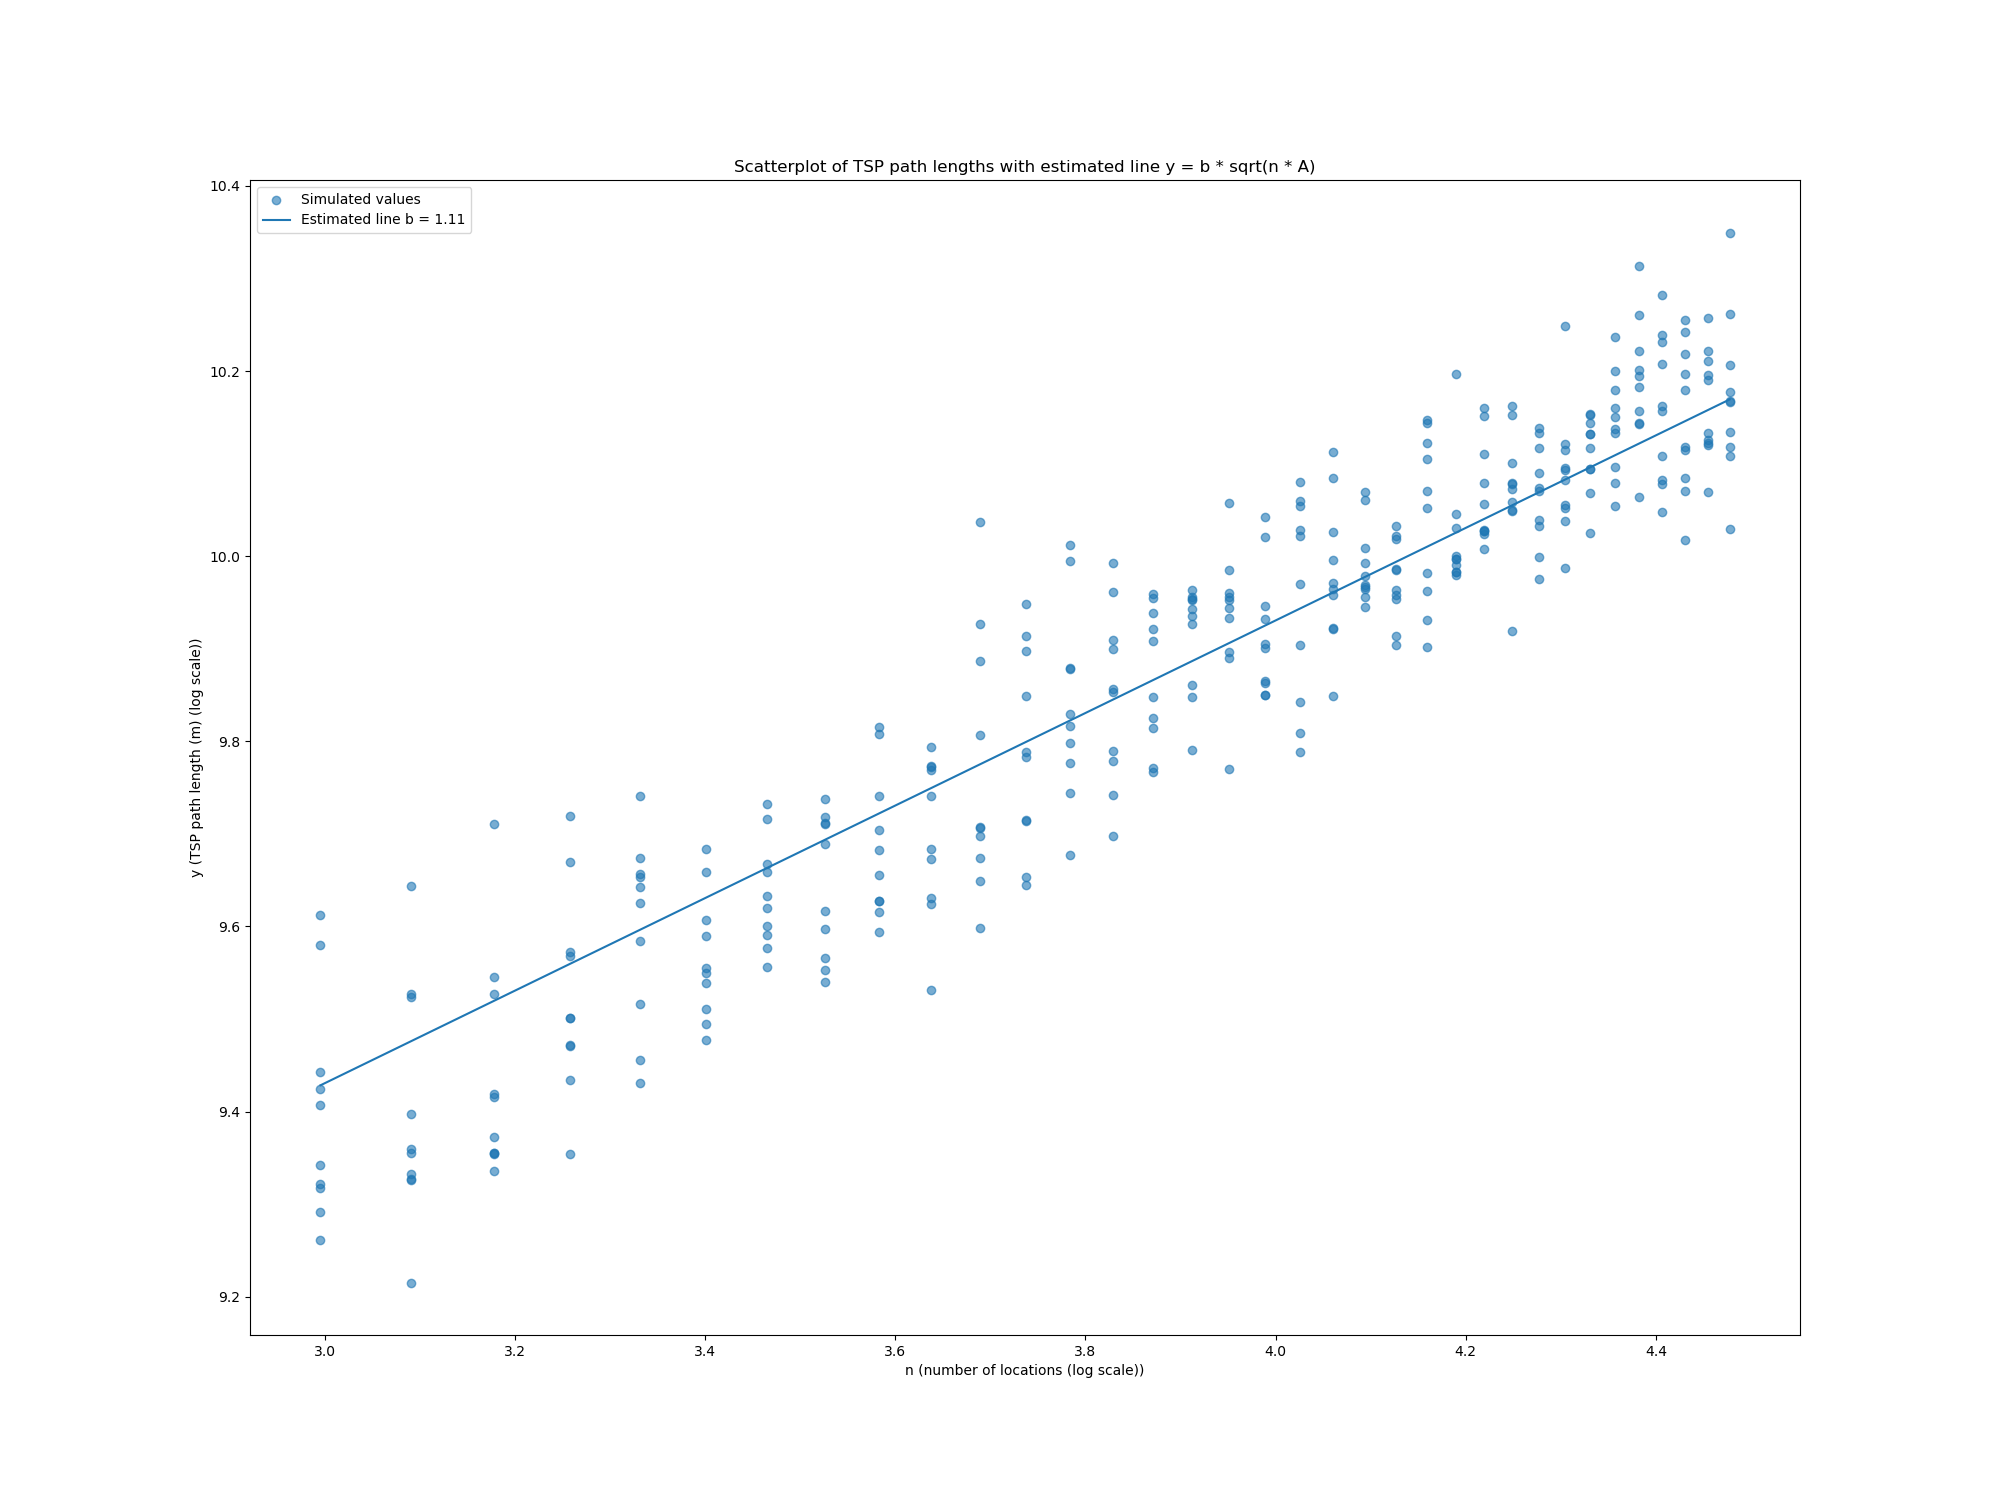 Scatterplot of TSP path lengths with estimated line y = b * sqrt(n * A)
Simulated values
Estimated line b = 1.11
10.4
10.2
10.0
9.8
9.6
9.4
9.2
y (TSP path length (m) (log scale))
3.0 3.2 3.4 3.6 3.8 4.0 4.2 4.4
n (number of locations (log scale))